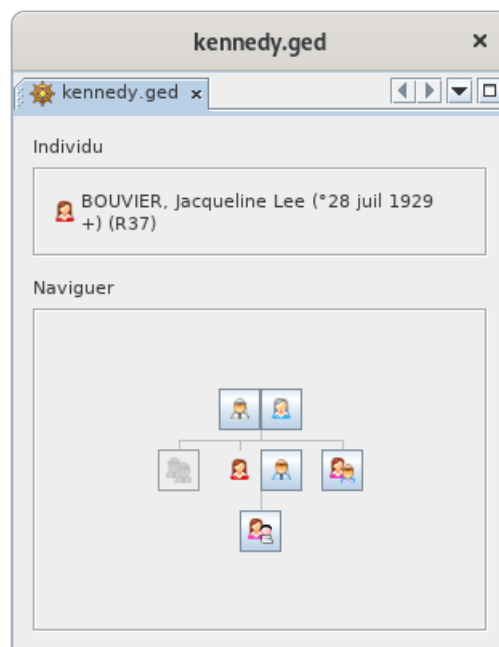 kennedy.ged
kennedy.ged
Individu
BOUVIER, Jacqueline Lee (°28 juil 1929
+) (R37)
Naviguer